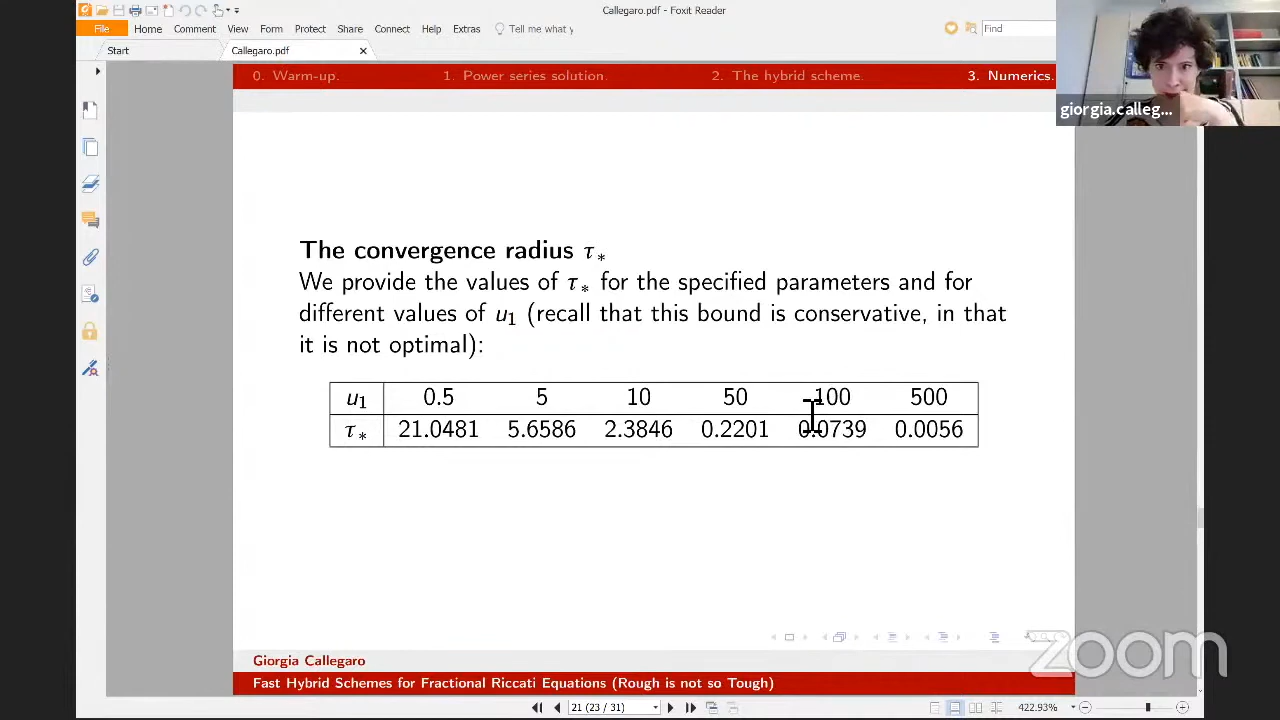 Callegaro.pdf - Foxit Reader
File Home Comment View Form Protect Share Connect Help Extras Tell me what y Find
Start Callegaro.pdf
0. Warm-up. 1. Power series solution. 2. The hybrid scheme. 3. Numerics.
giorgia.calleg...
The convergence radius τ∗
We provide the values of τ∗ for the specified parameters and for
different values of u1 (recall that this bound is conservative, in that
it is not optimal):
u1 0.5 5 10 50 100 500
τ∗ 21.0481 5.6586 2.3846 0.2201 0.0739 0.0056
zoom
Giorgia Callegaro
Fast Hybrid Schemes for Fractional Riccati Equations (Rough is not so Tough)
21 (23 / 31) 422.93%